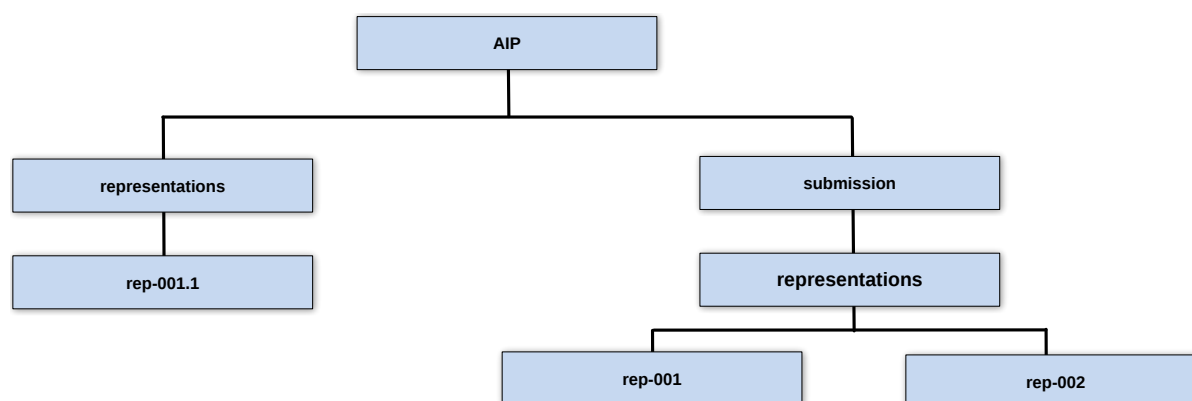 AIP
representations
submission
rep-001.1
representations
rep-001
rep-002